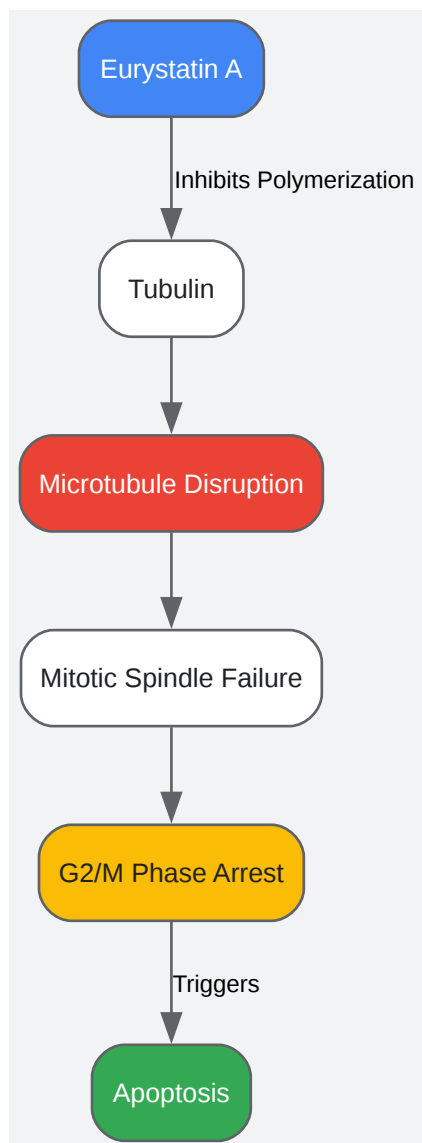 Eurystatin A
Inhibits Polymerization
Tubulin
Microtubule Disruption
Mitotic Spindle Failure
G2/M Phase Arrest
Triggers
Apoptosis